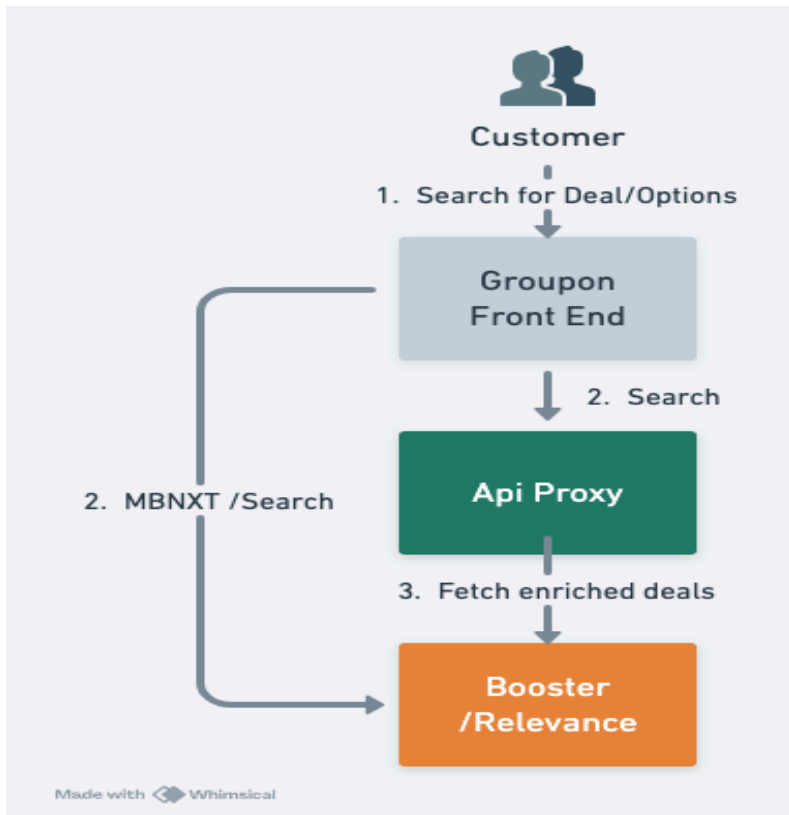 Customer
1. Search for Deal/Options
Groupon
Front End
2. Search
Api Proxy
2. MBNXT /Search
3. Fetch enriched deals
Booster
/Relevance
Made with Whimsical